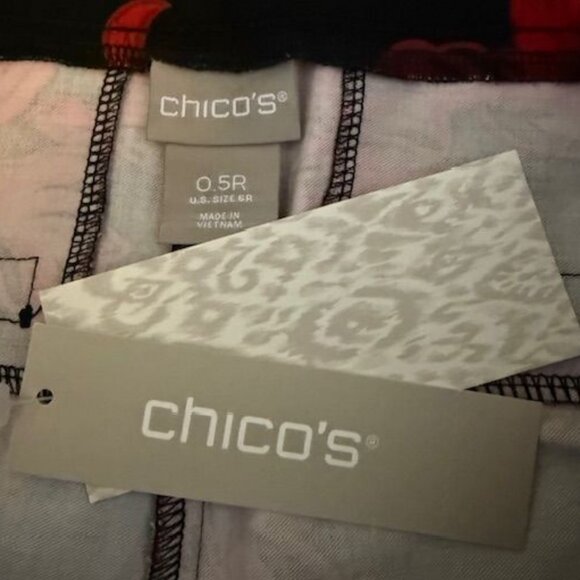 chico's®
0.5R
U.S. SIZE 6R
MADE IN
VIETNAM
chico's®